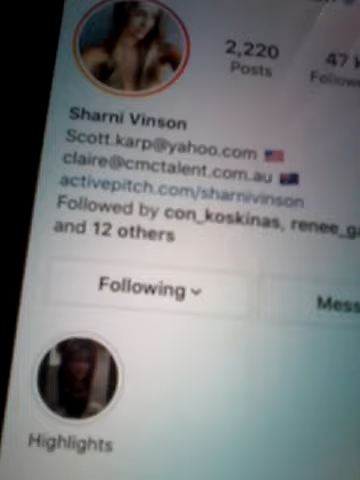 2,220 47
Posts
Sharni Vinson
Scott.karp@yahoo.com
claire@cmctalent.com.au
activepitch.com/sharnivinson
Followed by con_koskinas,
and 12 others
Following
Highlights